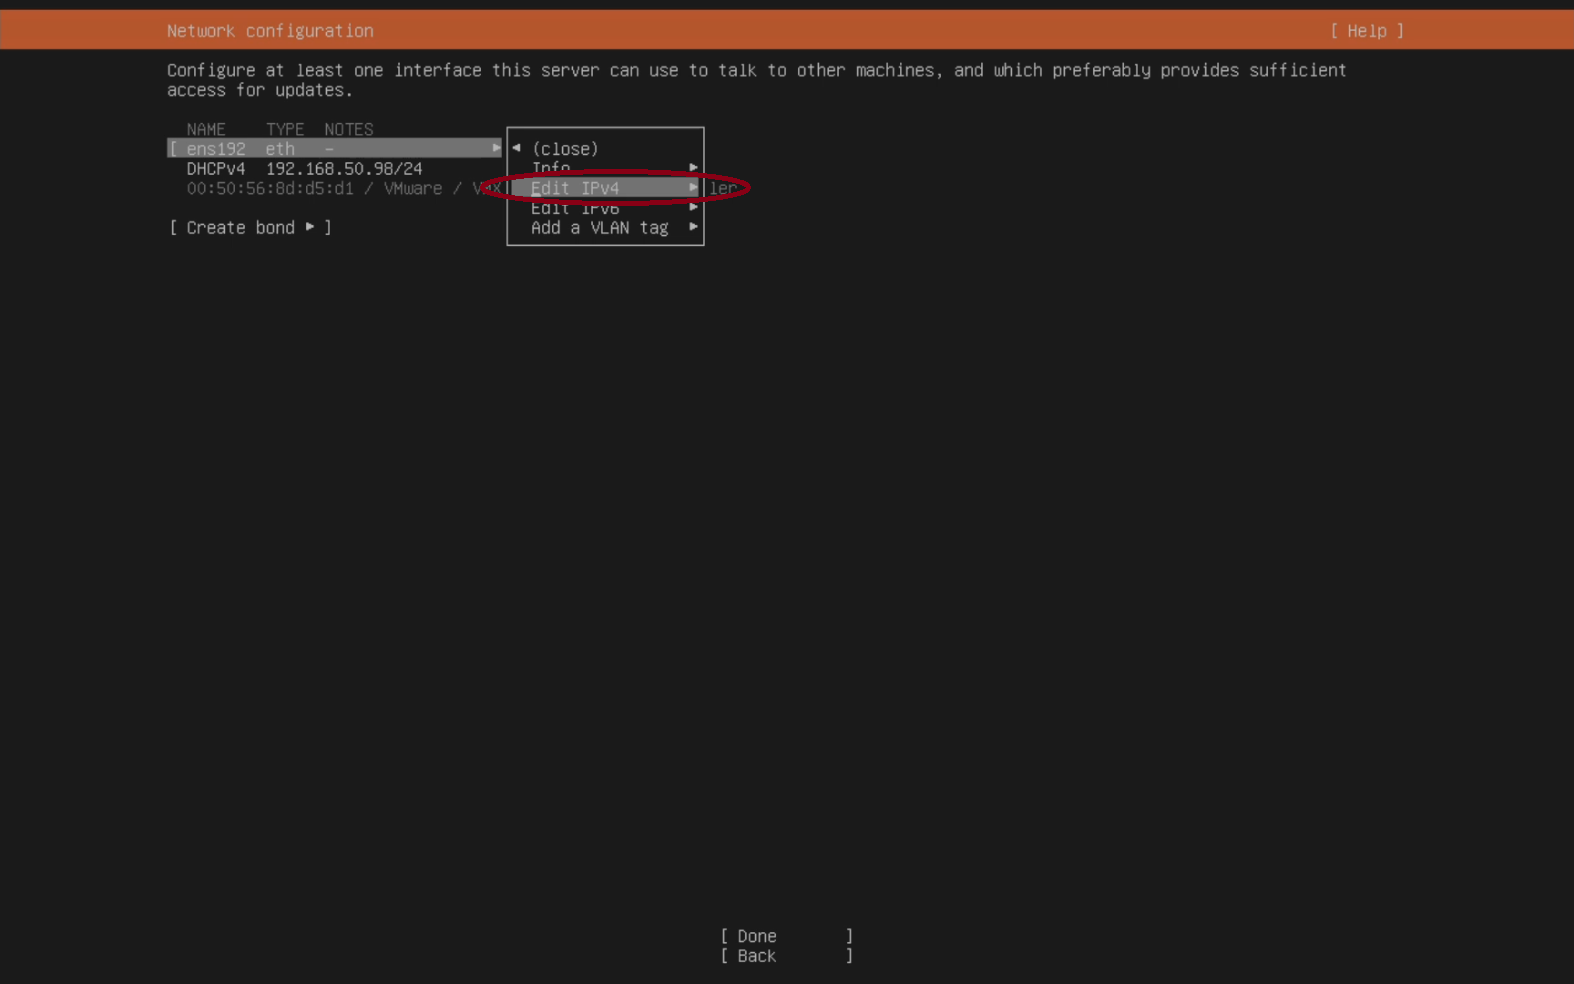 Network configuration [ Help ]
Configure at least one interface this server can use to talk to other machines, and which preferably provides sufficient
access for updates.
NAME TYPE NOTES
[ ens192 eth - ▸ ◂ (close)
DHCPv4 192.168.50.98/24 Info ▸
00:50:56:8d:d5:d1 / VMware / Edit IPv4 ▸ ler
Edit IPv6 ▸
[ Create bond ▸ ] Add a VLAN tag ▸
[ Done ]
[ Back ]